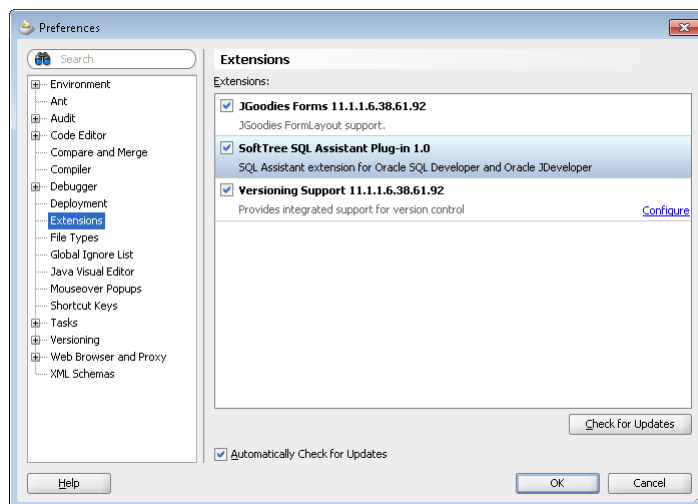 Preferences
Search
Environment
Ant
Audit
Code Editor
Compare and Merge
Compiler
Debugger
Deployment
Extensions
File Types
Global Ignore List
Java Visual Editor
Mouseover Popups
Shortcut Keys
Tasks
Versioning
Web Browser and Proxy
XML Schemas
Extensions
Extensions:
JGoodies Forms 11.1.1.6.38.61.92
JGoodies FormLayout support.
SoftTree SQL Assistant Plug-in 1.0
SQL Assistant extension for Oracle SQL Developer and Oracle JDeveloper
Versioning Support 11.1.1.6.38.61.92
Provides integrated support for version control Configure
Check for Updates
Automatically Check for Updates
Help OK Cancel